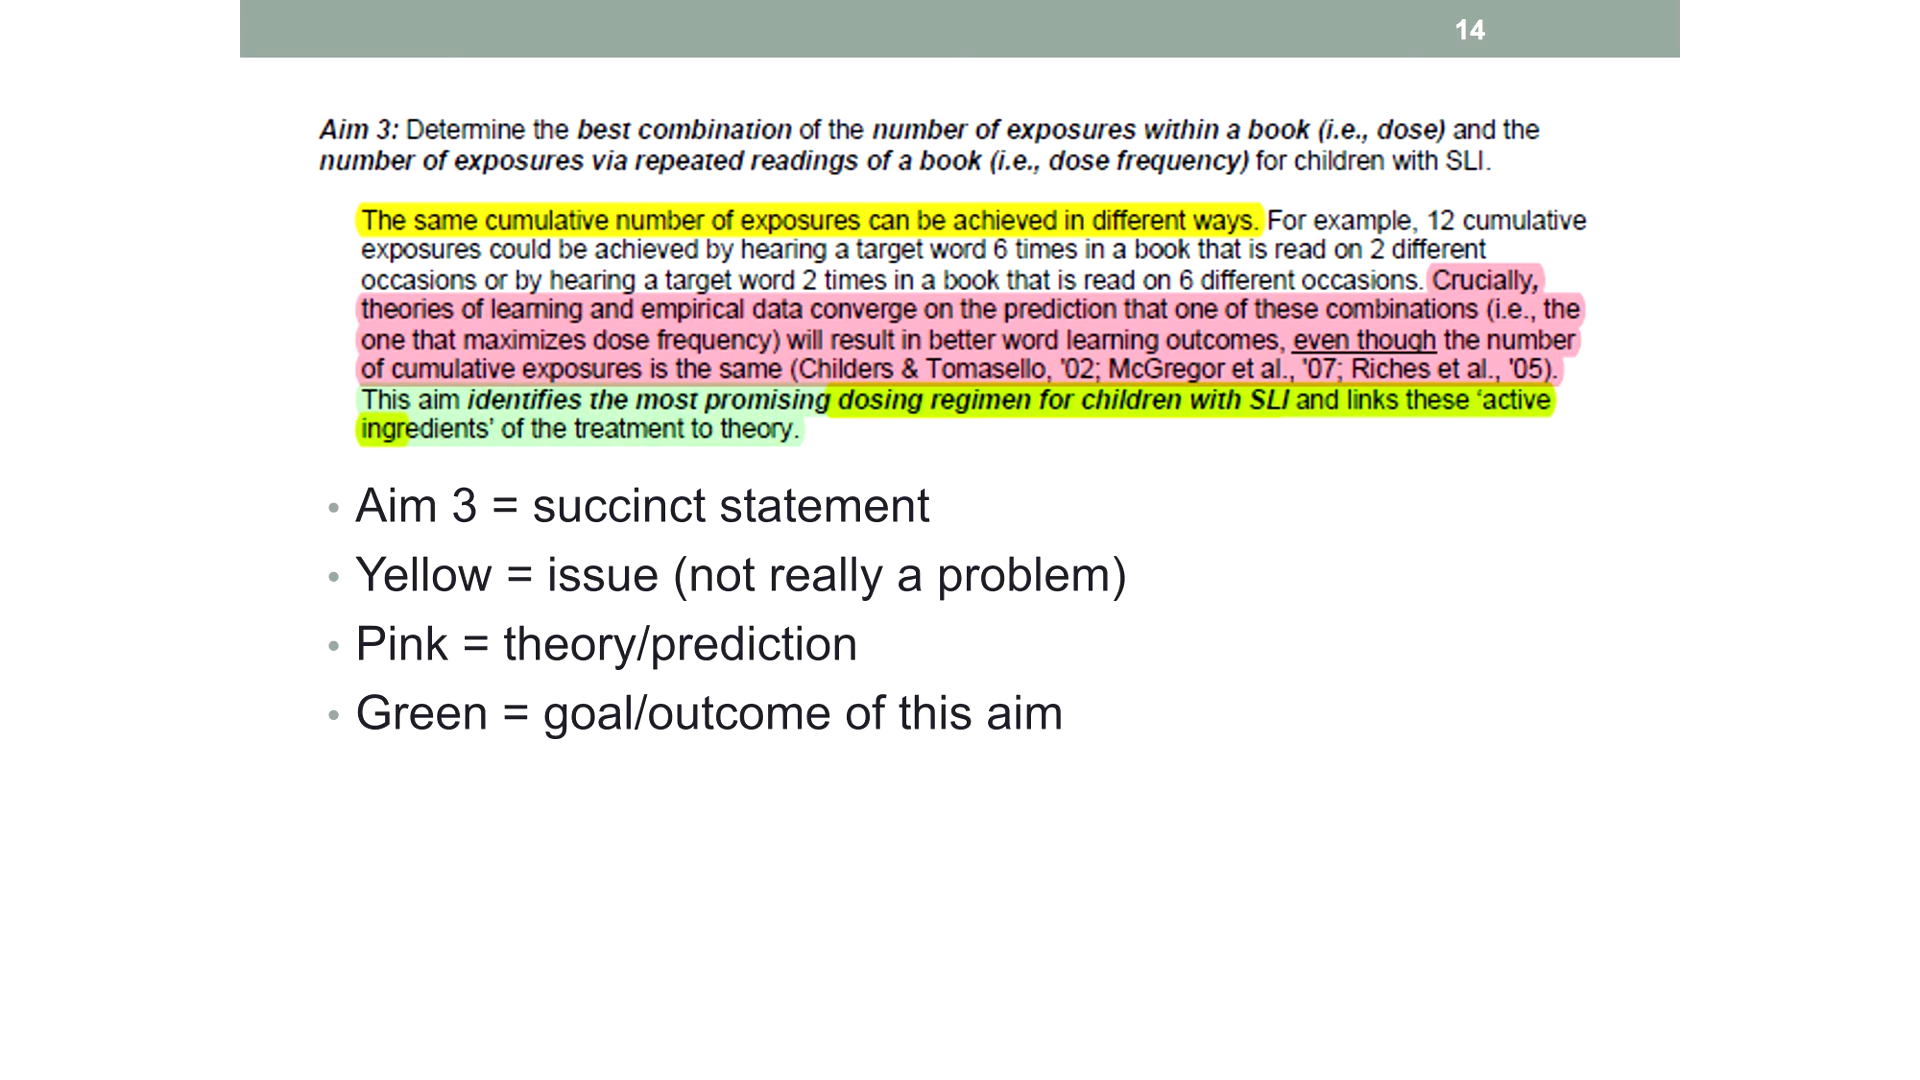 14
Aim 3: Determine the best combination of the number of exposures within a book (i.e., dose) and the
number of exposures via repeated readings of a book (i.e., dose frequency) for children with SLI.
The same cumulative number of exposures can be achieved in different ways. For example, 12 cumulative
exposures could be achieved by hearing a target word 6 times in a book that is read on 2 different
occasions or by hearing a target word 2 times in a book that is read on 6 different occasions. Crucially,
theories of learning and empirical data converge on the prediction that one of these combinations (i.e., the
one that maximizes dose frequency) will result in better word learning outcomes, even though the number
of cumulative exposures is the same (Childers & Tomasello, '02; McGregor et al., '07; Riches et al., '05).
This aim identifies the most promising dosing regimen for children with SLI and links these ‘active
ingredients’ of the treatment to theory.
• Aim 3 = succinct statement
• Yellow = issue (not really a problem)
• Pink = theory/prediction
• Green = goal/outcome of this aim